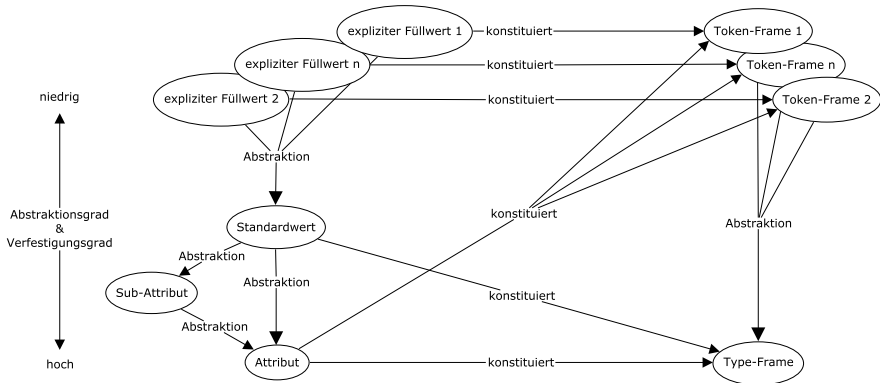 expliziter Füllwert 1
konstituiert
Token-Frame 1
expliziter Füllwert n
konstituiert
Token-Frame n
niedrig
expliziter Füllwert 2
konstituiert
Token-Frame 2
Abstraktion
Abstraktionsgrad
&
Verfestigungsgrad
konstituiert
Abstraktion
Standardwert
Abstraktion
Abstraktion
Sub-Attribut
konstituiert
Abstraktion
hoch
Attribut
konstituiert
Type-Frame